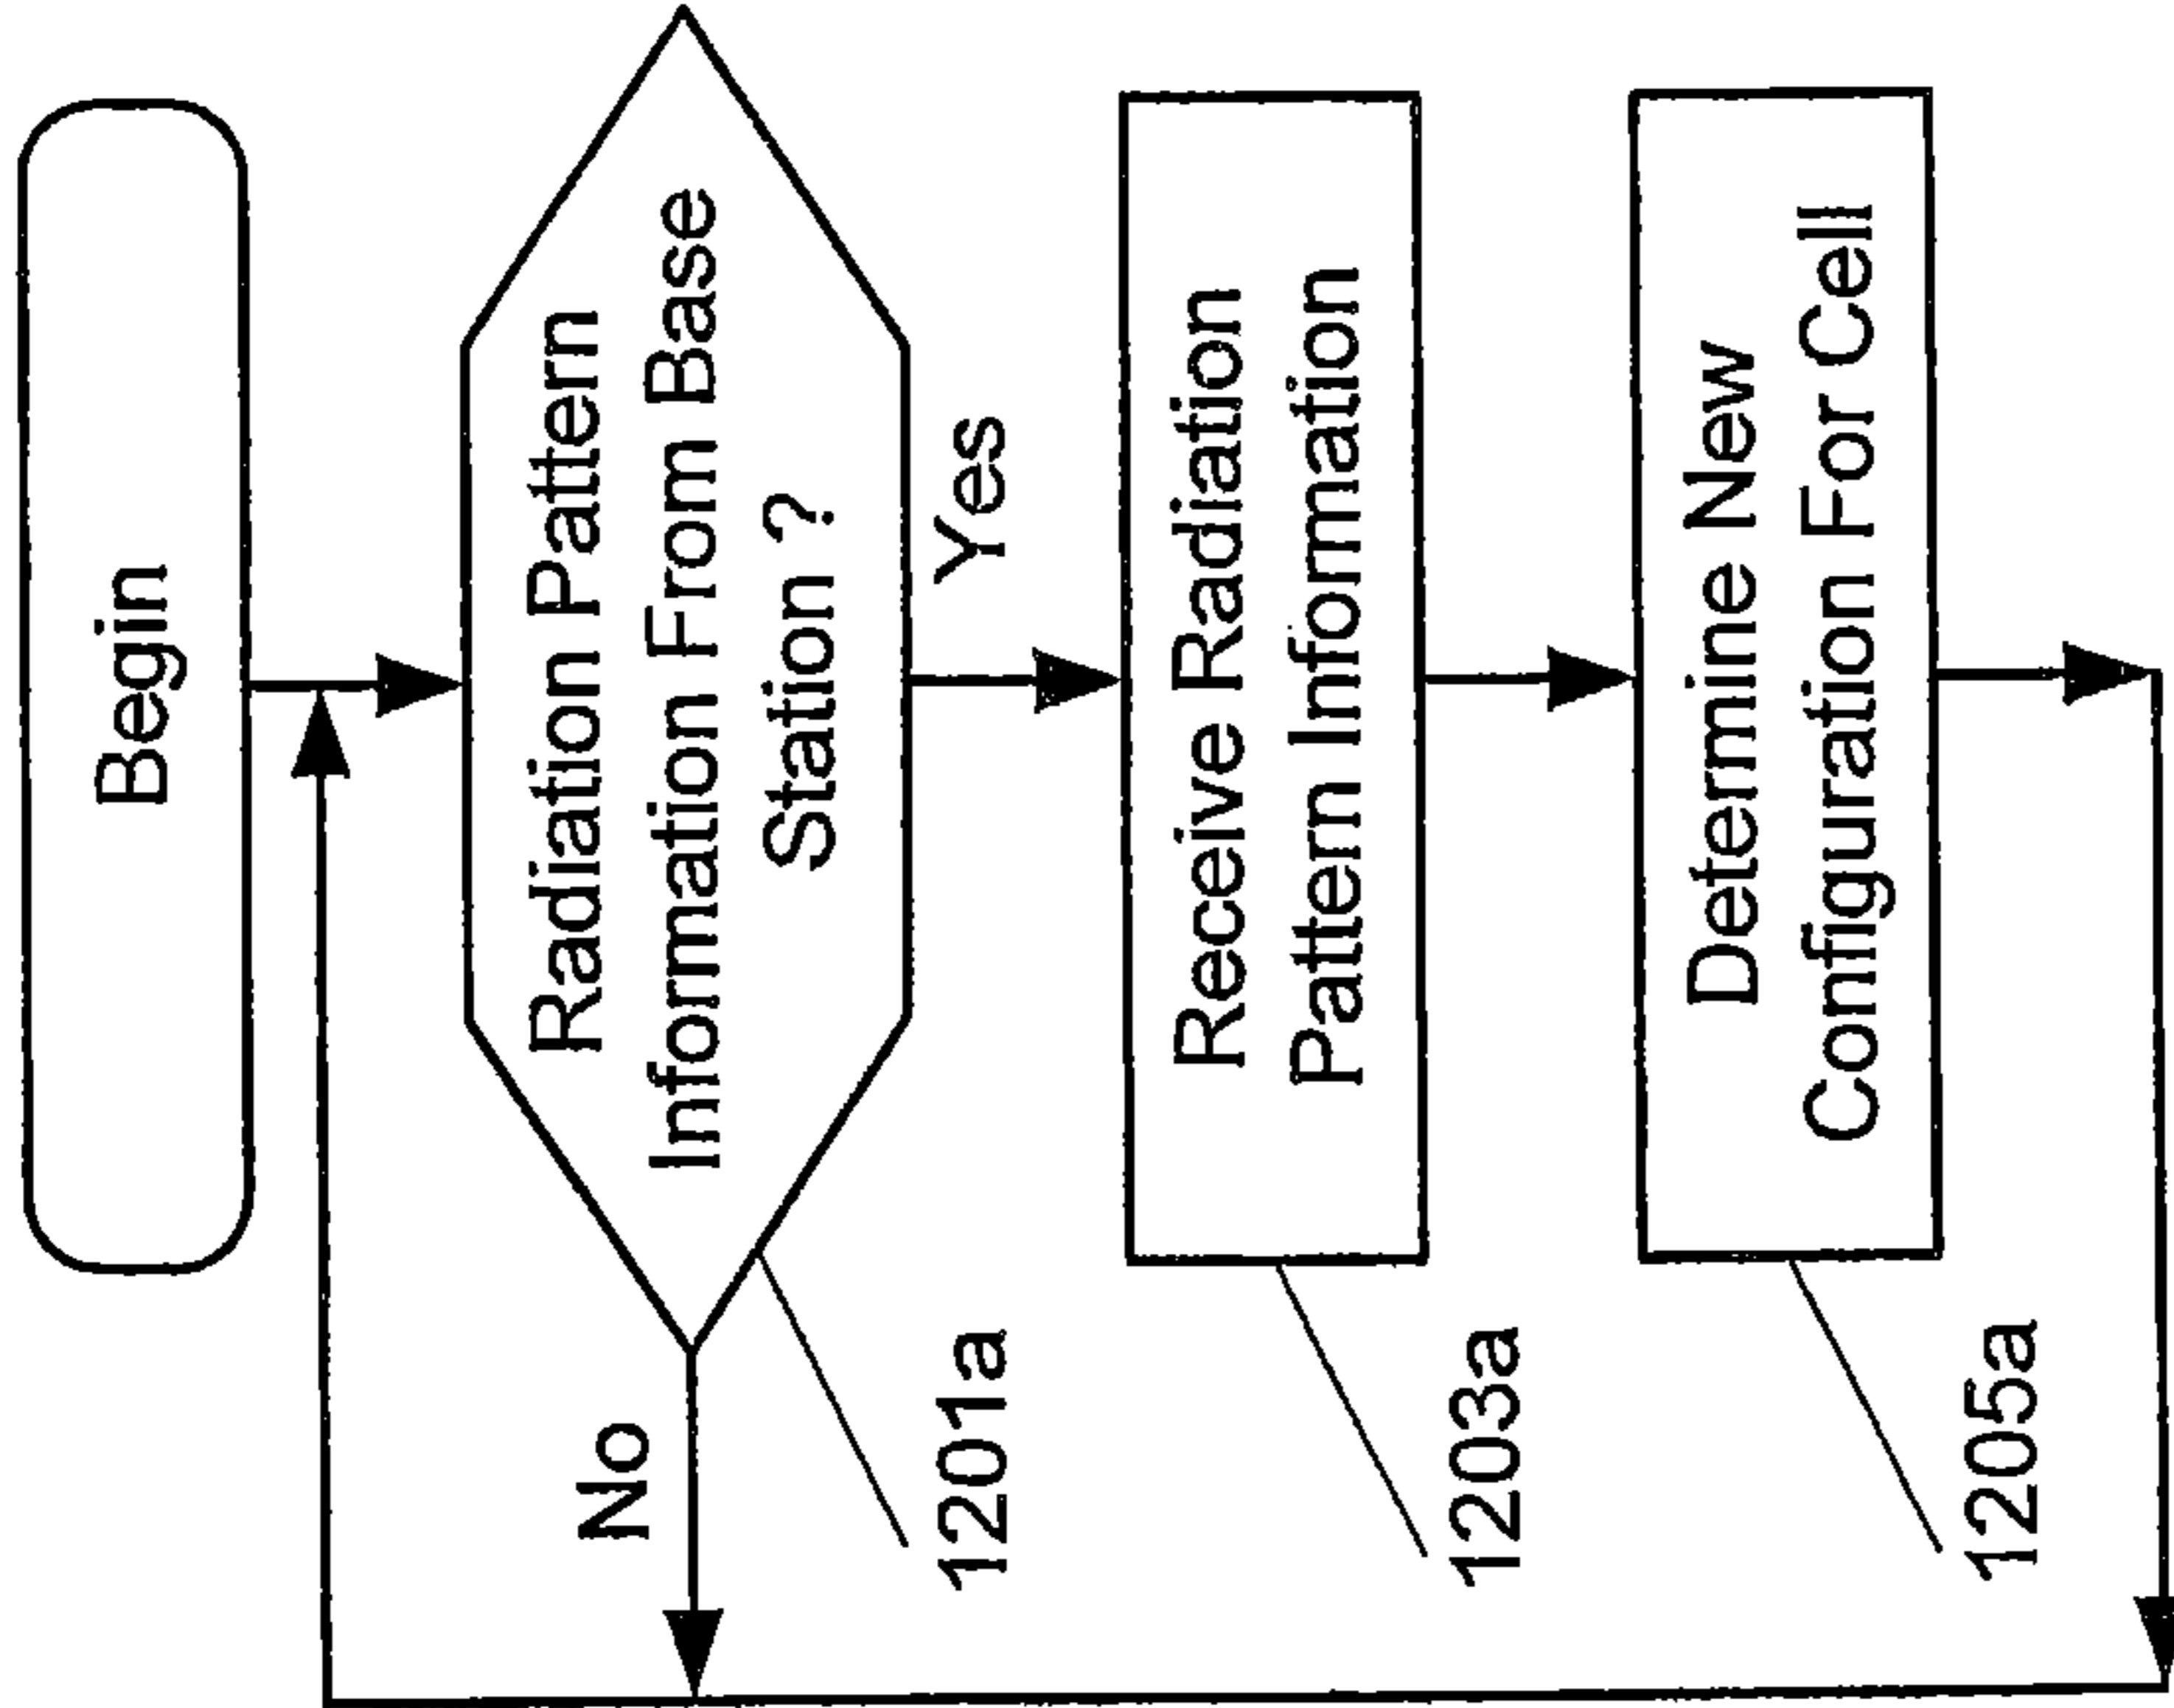 Begin
Radiation Pattern
Information From Base
Station ?
No
Yes
1201a
Receive Radiation
Pattern Information
1203a
Determine New
Configuration For Cell
1205a